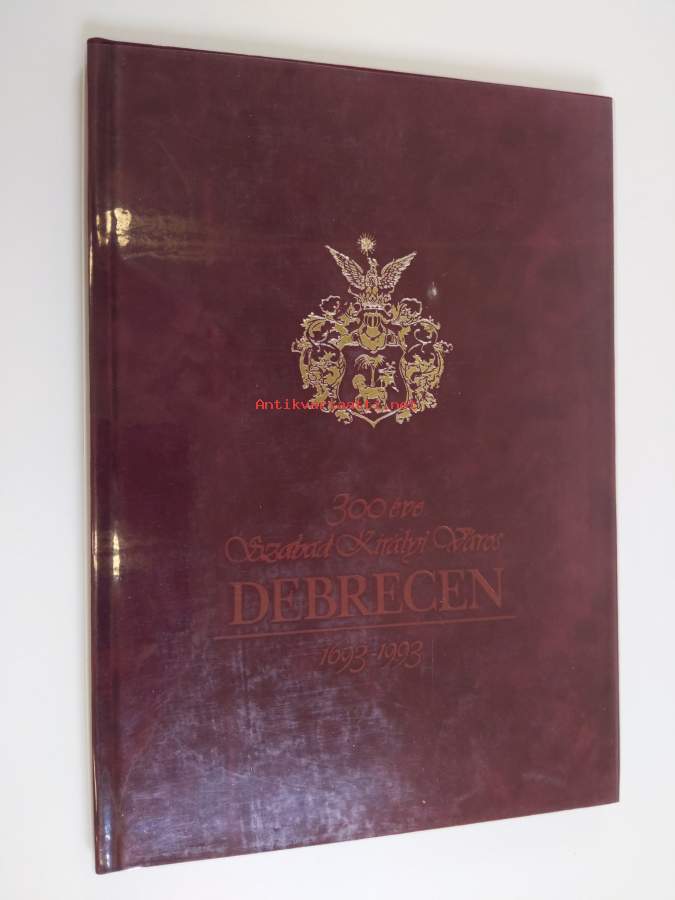 Antikvariaatti.net
300 éve
Szabad Királyi Város
DEBRECEN
1693-1993